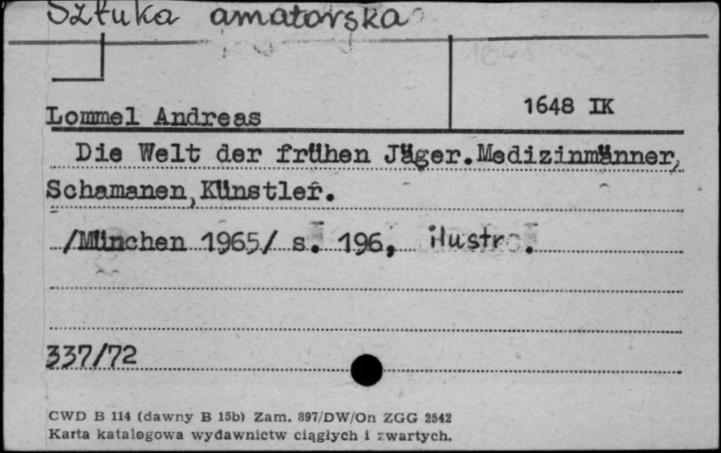 Sztuka amatorska
1648 IK
Lommel Andreas
Die Welt der frühen Jäger. Medizinmänner,
Schamanen, Künstler.
/München 1965/ s. 196, ilustr.
337/72
CWD B 114 (dawny B 15b) Zam. 897/DW/On ZGG 2542
Karta katalogowa wydawnictw ciągłych i zwartych.